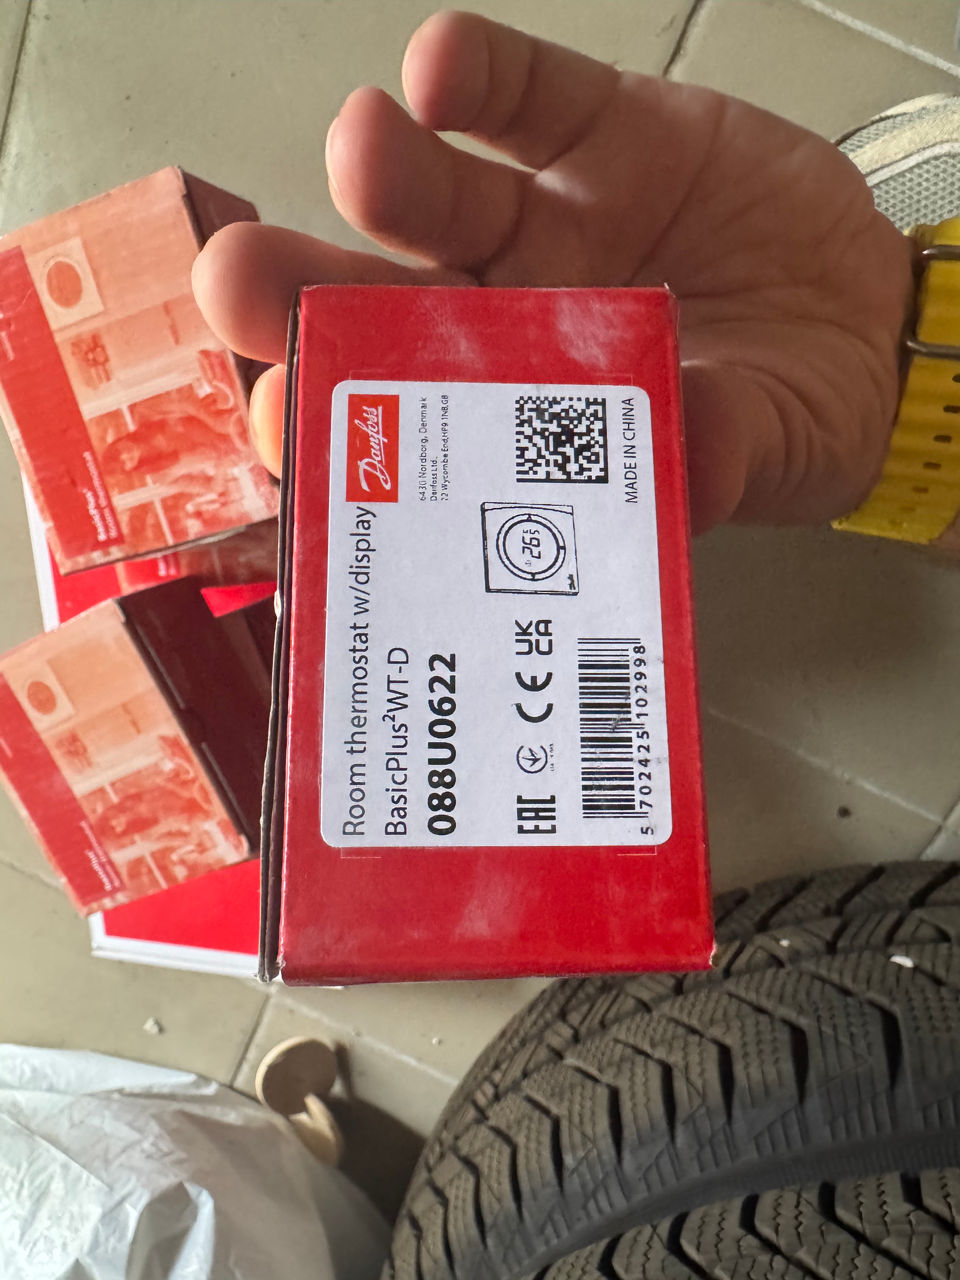 Danfoss
6430 Nordborg, Denmark
Danfoss Ltd.,
22 Wycombe End,HP9 1NB,GB
Room thermostat w/display
BasicPlus²WT-D
088U0622
26.5
MADE IN CHINA
EAC
CE
UK
CA
5 702425 102998
BasicPlus²